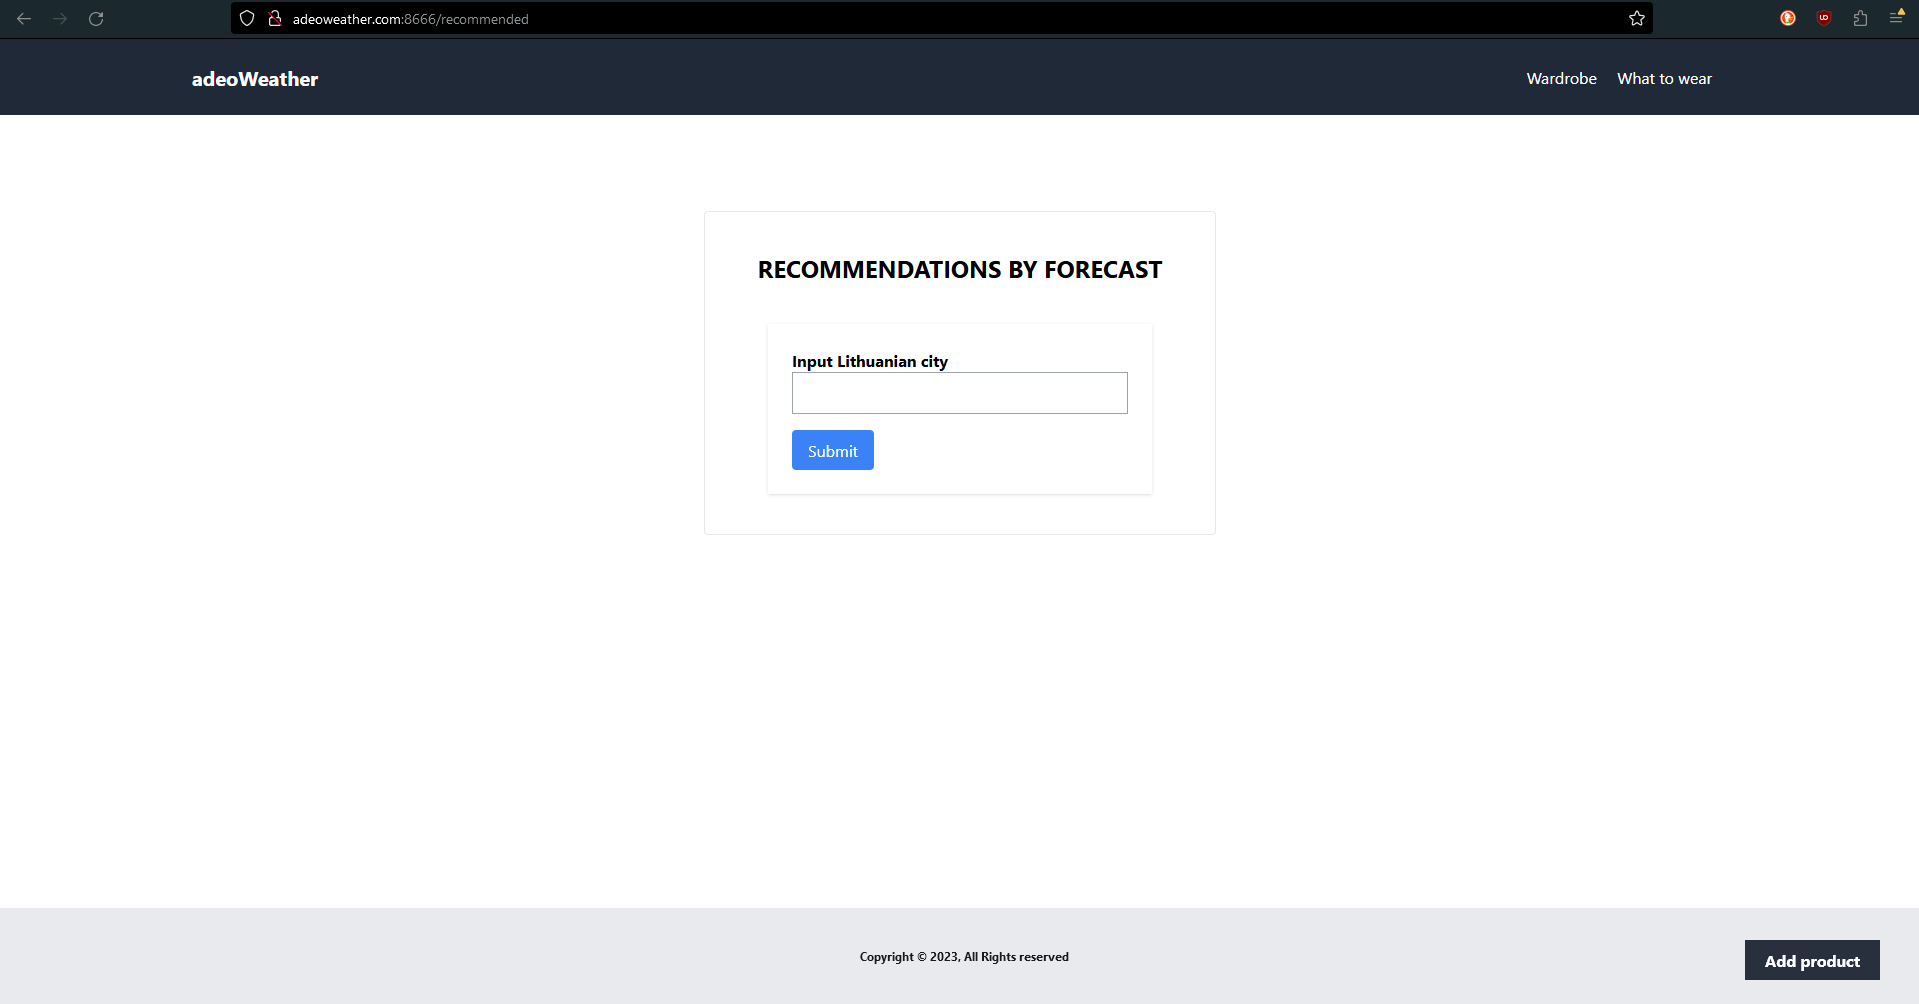 adeoweather.com:8666/recommended
adeoWeather
Wardrobe What to wear
RECOMMENDATIONS BY FORECAST
Input Lithuanian city
Submit
Copyright © 2023, All Rights reserved
Add product